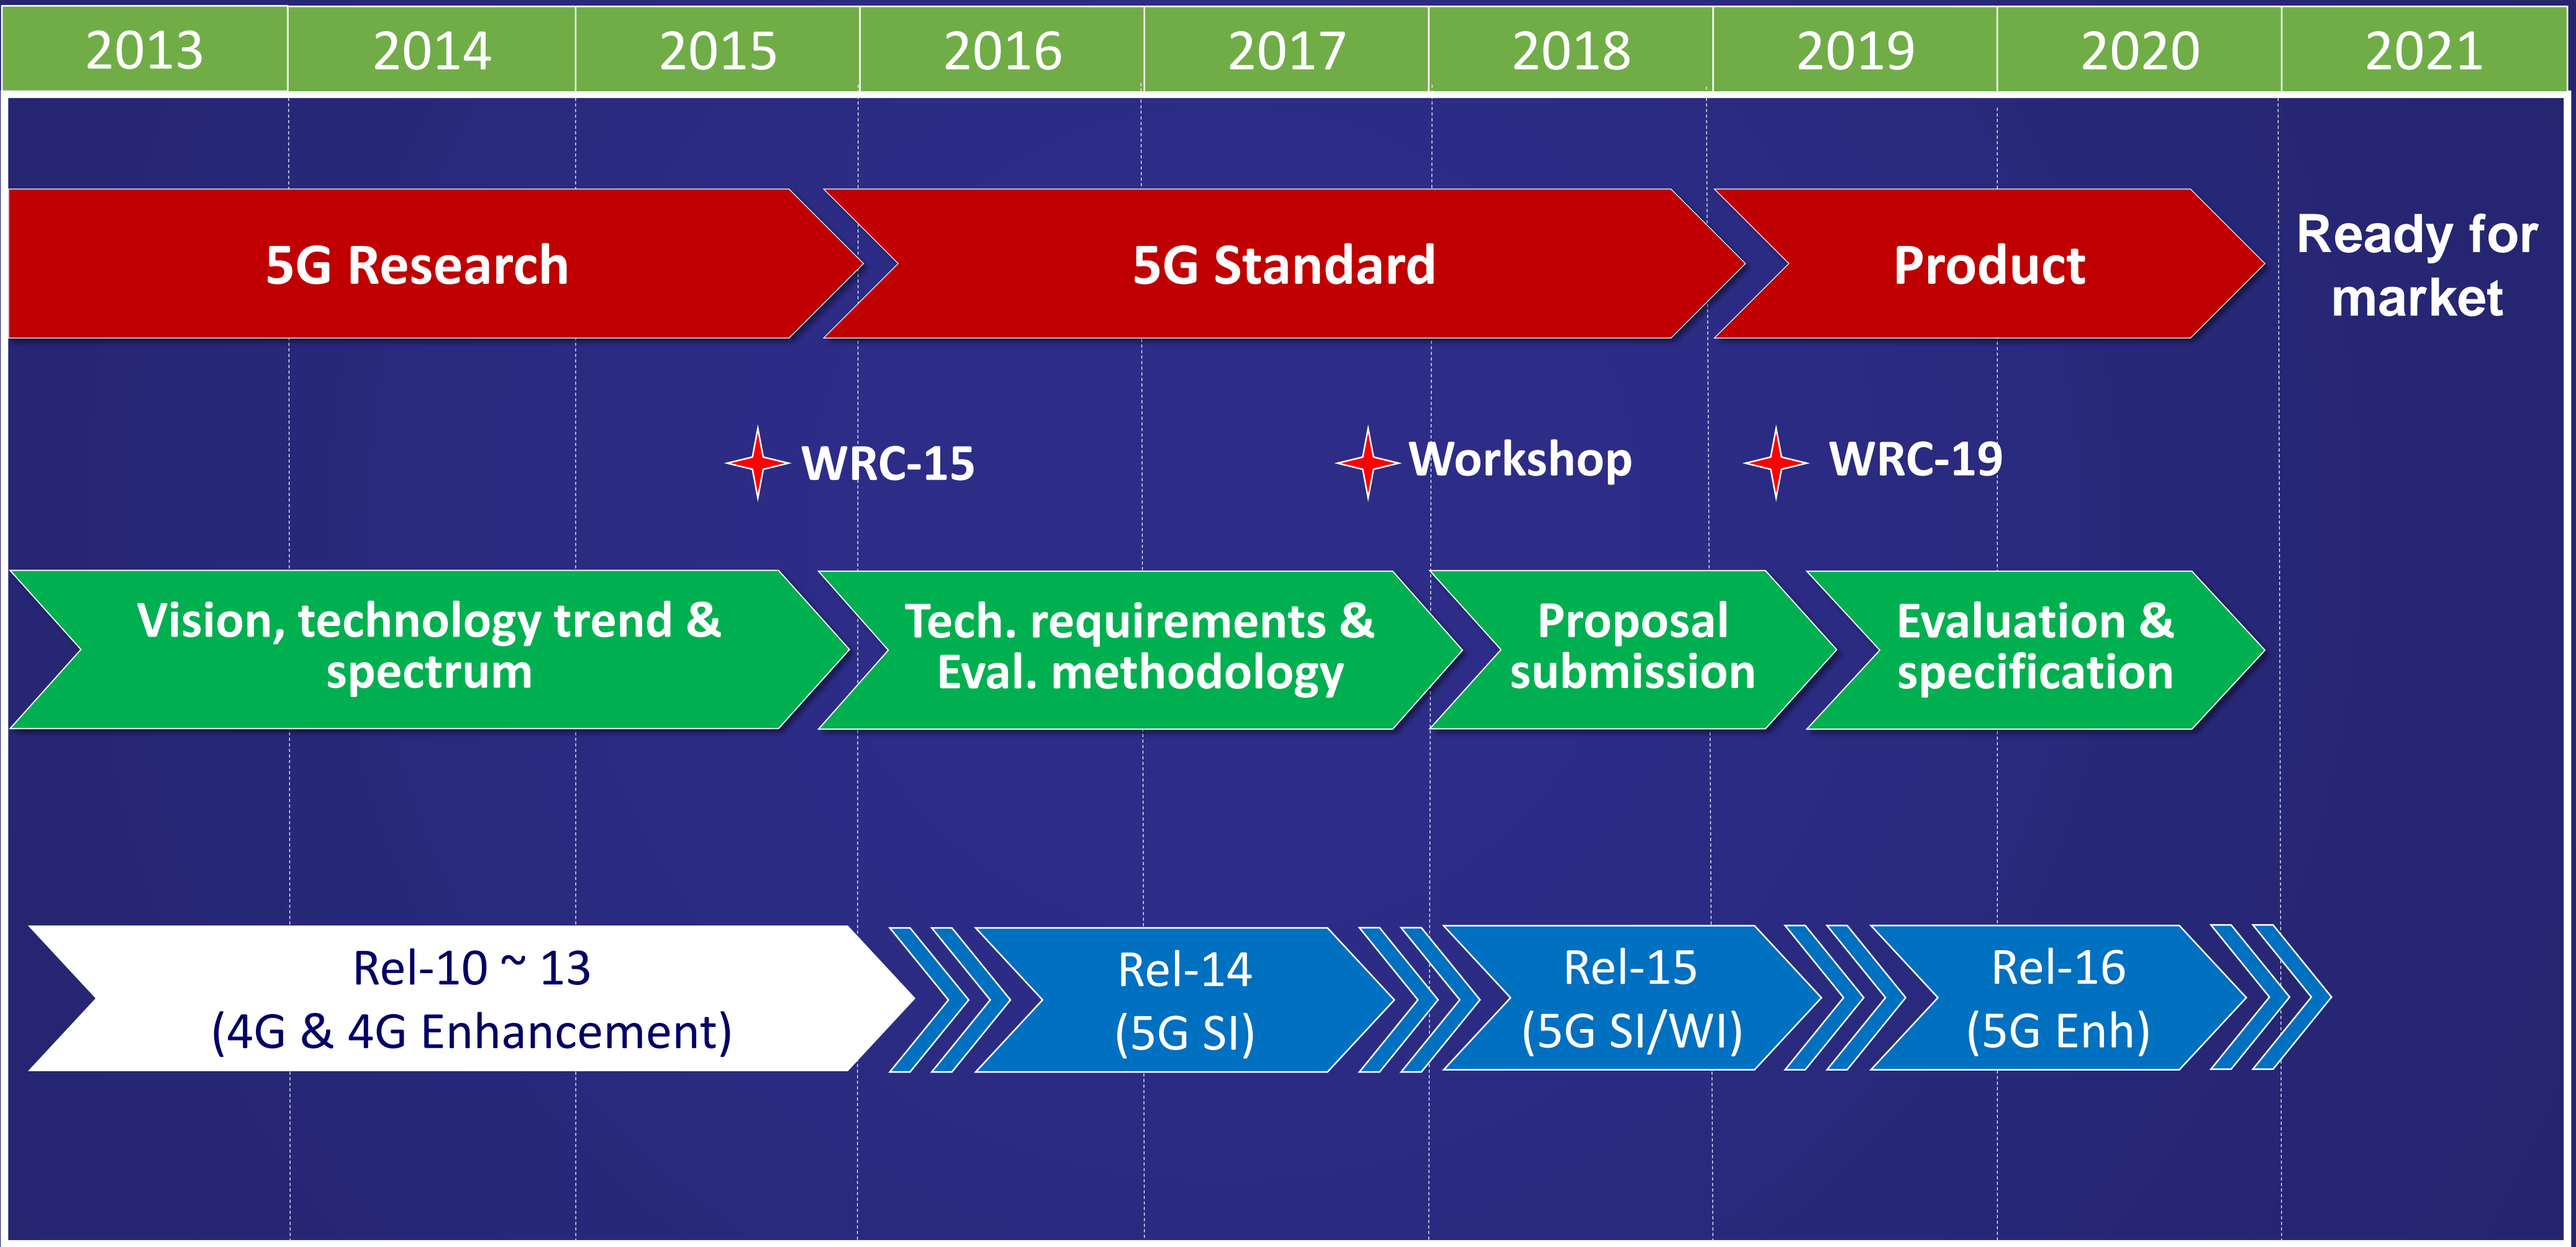 2013 2014 2015 2016 2017 2018 2019 2020 2021
5G Research
5G Standard
Product
Ready for
market
WRC-15
Workshop
WRC-19
Vision, technology trend &
spectrum
Tech. requirements &
Eval. methodology
Proposal
submission
Evaluation &
specification
Rel-10 ~ 13
(4G & 4G Enhancement)
Rel-14
(5G SI)
Rel-15
(5G SI/WI)
Rel-16
(5G Enh)